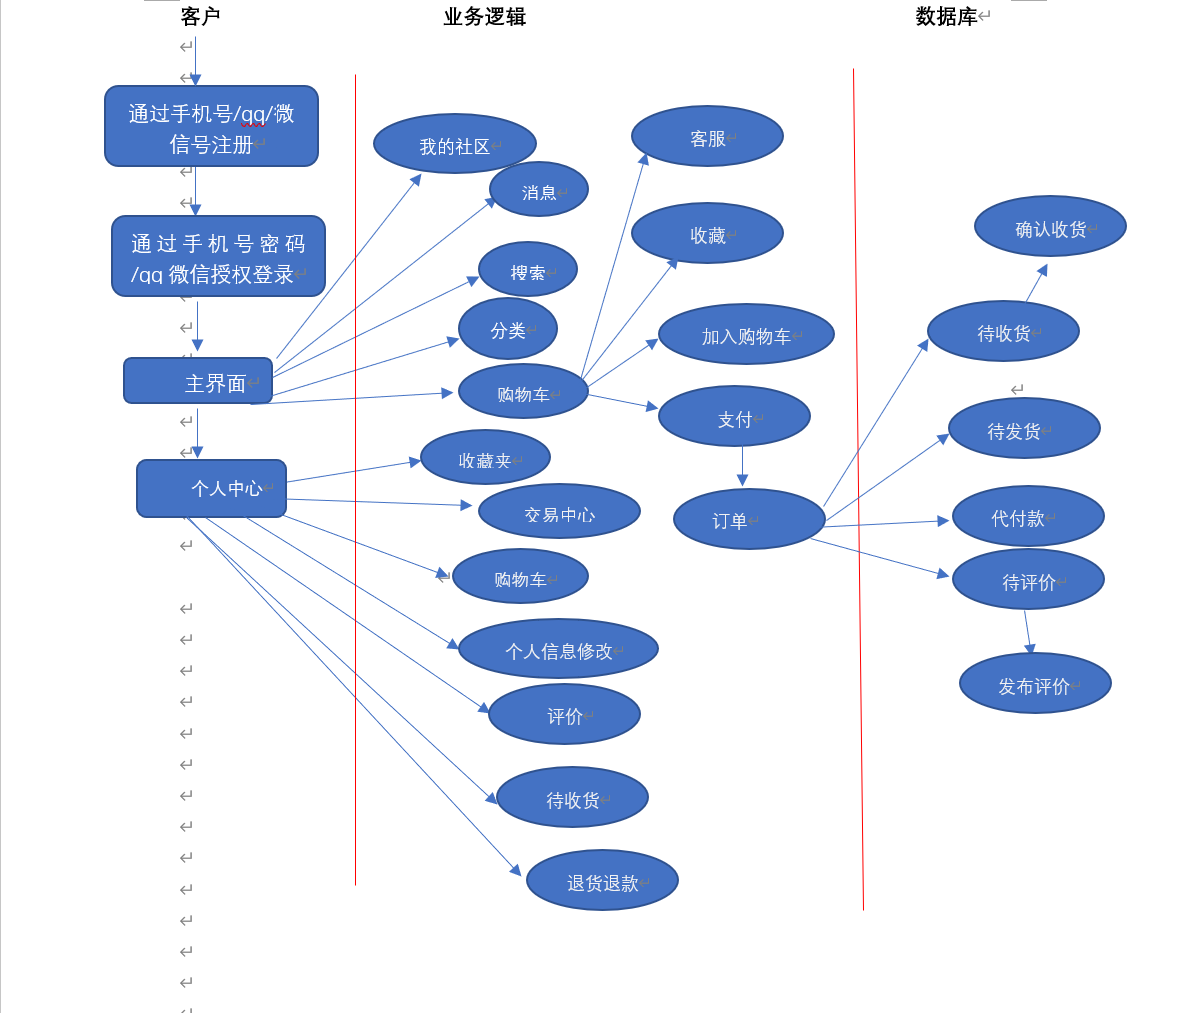 客户
业务逻辑
数据库
通过手机号/qq/微
信号注册
通过手机号密码
/qq 微信授权登录
主界面
个人中心
我的社区
消息
搜索
分类
购物车
收藏夹
交易中心
购物车
个人信息修改
评价
待收货
退货退款
客服
收藏
加入购物车
支付
订单
确认收货
待收货
待发货
代付款
待评价
发布评价